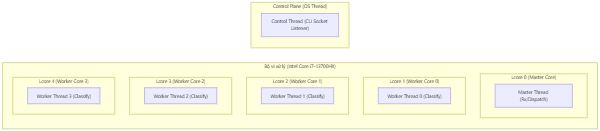 Control Plane (OS Thread)
Control Thread (CLI Socket
Listener)
Bộ vi xử lý (Intel Core i7-13700HX)
Lcore 4 (Worker Core 3)
Worker Thread 3 (Classify)
Lcore 3 (Worker Core 2)
Worker Thread 2 (Classify)
Lcore 2 (Worker Core 1)
Worker Thread 1 (Classify)
Lcore 1 (Worker Core 0)
Worker Thread 0 (Classify)
Lcore 0 (Master Core)
Master Thread
(Rx/Dispatch)